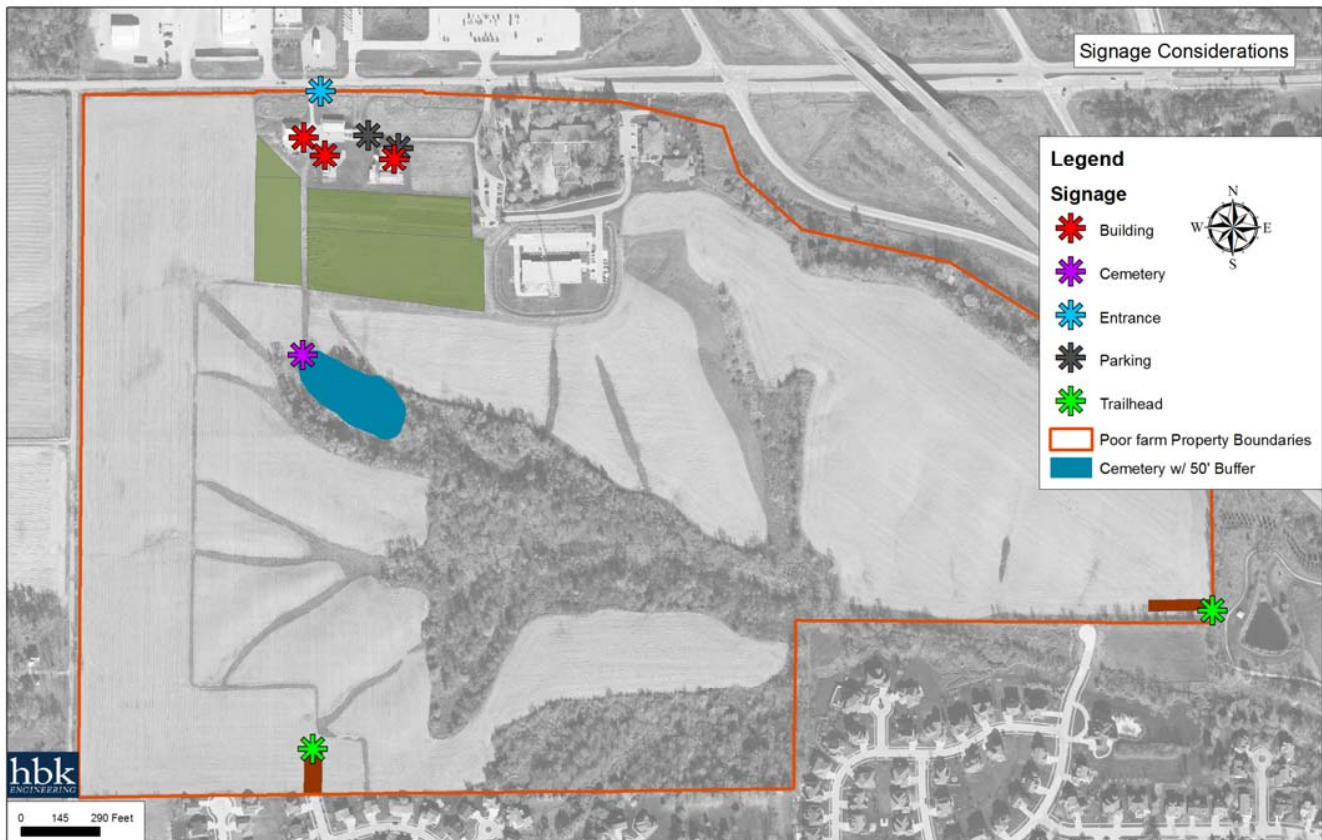 Signage Considerations
Legend
Signage
N
W E
S
Building
Cemetery
Entrance
Parking
Trailhead
Poor farm Property Boundaries
Cemetery w/ 50' Buffer
hbk
ENGINEERING
0 145 290 Feet